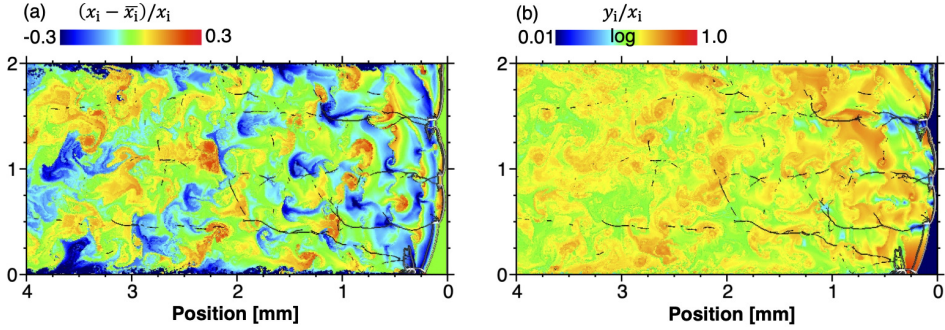 (a) (xᵢ − x̅ᵢ)/xᵢ
-0.3 0.3
2
1
0
4 3 2 1 0
Position [mm]
(b) yᵢ/xᵢ
0.01 log 1.0
2
1
0
4 3 2 1 0
Position [mm]